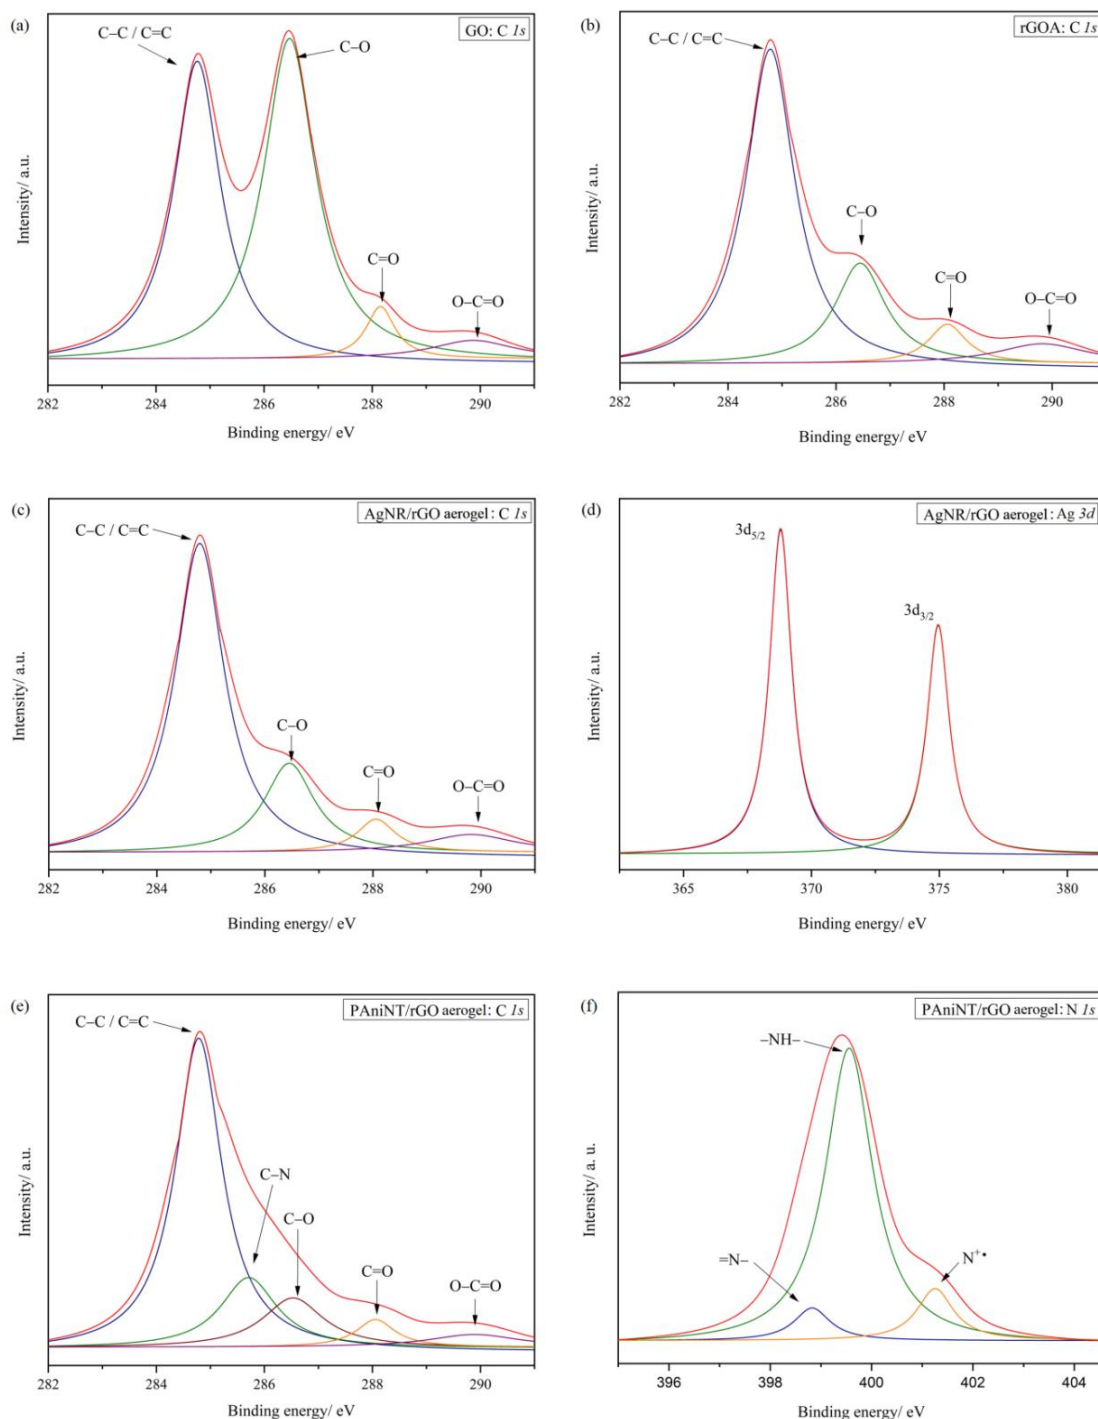 (a)
GO: C 1s
C–C / C=C
C–O
C=O
O–C=O
Intensity/ a.u.
282 284 286 288 290
Binding energy/ eV
(b)
rGOA: C 1s
C–C / C=C
C–O
C=O
O–C=O
Intensity/ a.u.
282 284 286 288 290
Binding energy/ eV
(c)
AgNR/rGO aerogel: C 1s
C–C / C=C
C–O
C=O
O–C=O
Intensity/ a.u.
282 284 286 288 290
Binding energy/ eV
(d)
AgNR/rGO aerogel: Ag 3d
3d5/2
3d3/2
Intensity/ a.u.
365 370 375 380
Binding energy/ eV
(e)
PAniNT/rGO aerogel: C 1s
C–C / C=C
C–N
C–O
C=O
O–C=O
Intensity/ a.u.
282 284 286 288 290
Binding energy/ eV
(f)
PAniNT/rGO aerogel: N 1s
–NH–
=N–
N+•
Intensity/ a. u.
396 398 400 402 404
Binding energy/ eV